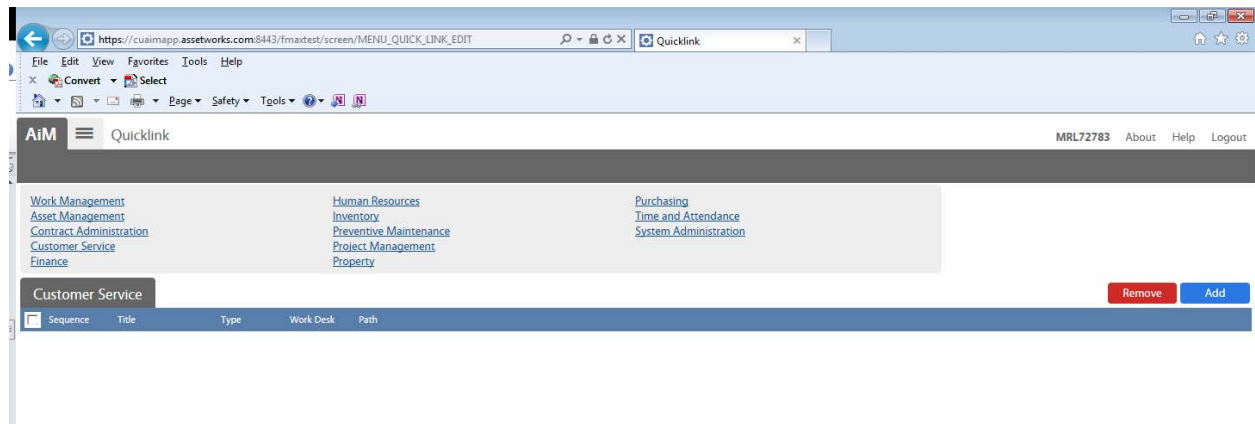 https://cuaimapp.assetworks.com:8443/fmaxtest/screen/MENU_QUICK_LINK_EDIT
Quicklink
File Edit View Favorites Tools Help
Convert Select
Page Safety Tools
AiM Quicklink MRL72783 About Help Logout
Work Management Human Resources Purchasing
Asset Management Inventory Time and Attendance
Contract Administration Preventive Maintenance System Administration
Customer Service Project Management
Finance Property
Customer Service Remove Add
Sequence Title Type Work Desk Path